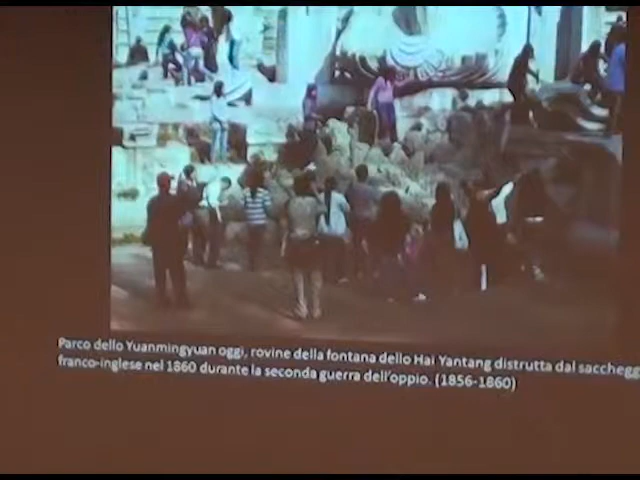 Parco dello Yuanmingyuan oggi, rovine della fontana dello Hai Yantang distrutta dal saccheggi
franco-inglese nel 1860 durante la seconda guerra dell'oppio. (1856-1860)